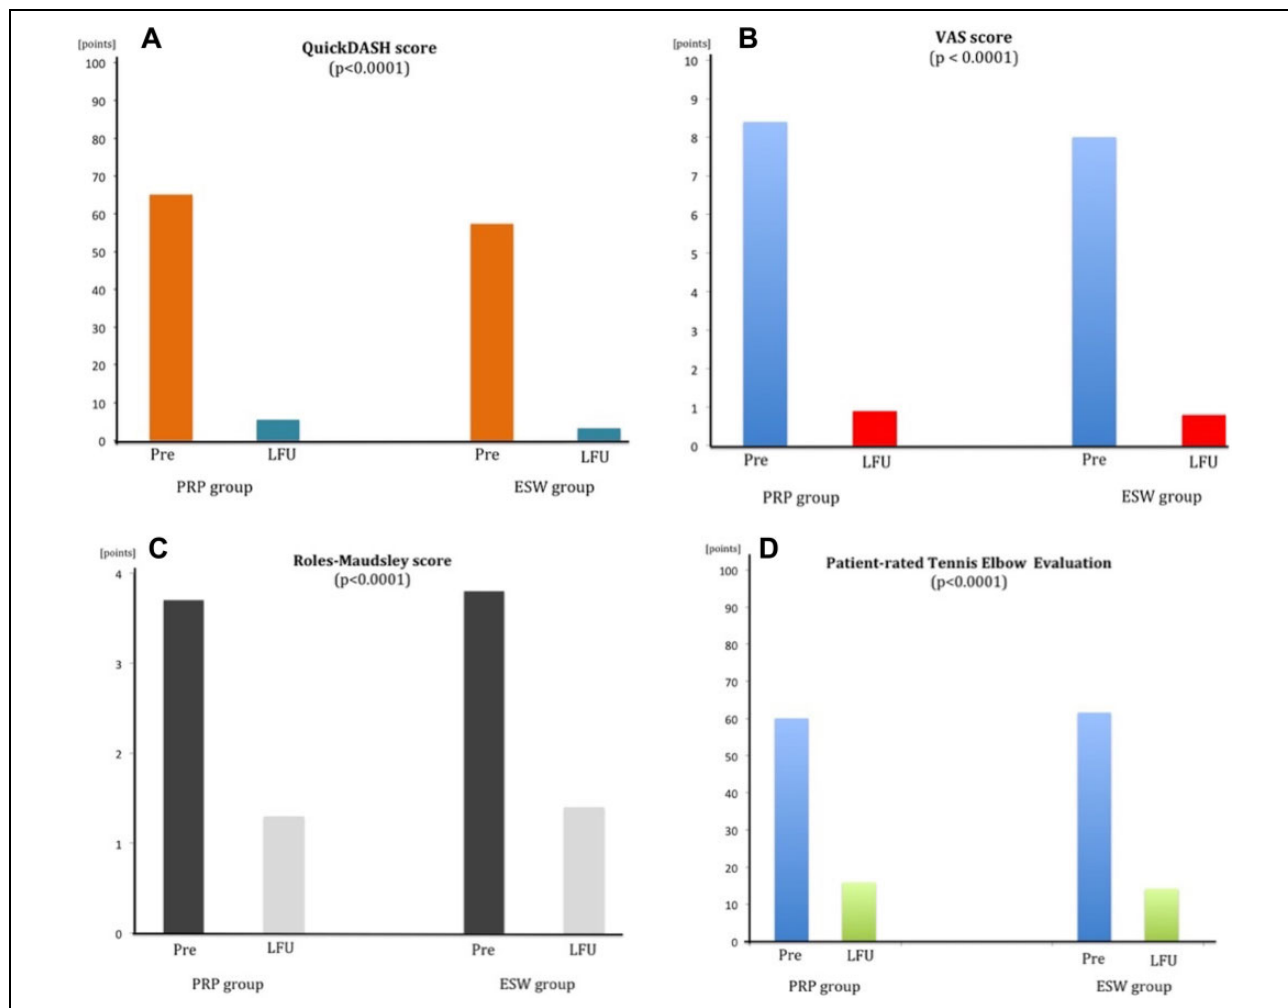 A
[points]
QuickDASH score
(p<0.0001)
100
90
80
70
60
50
40
30
20
10
0
Pre
LFU
Pre
LFU
PRP group
ESW group
B
[points]
VAS score
(p < 0.0001)
10
9
8
7
6
5
4
3
2
1
0
Pre
LFU
Pre
LFU
PRP group
ESW group
C
[points]
Roles-Maudsley score
(p<0.0001)
4
3
2
1
0
Pre
LFU
Pre
LFU
PRP group
ESW group
D
[points]
Patient-rated Tennis Elbow Evaluation
(p<0.0001)
100
90
80
70
60
50
40
30
20
10
0
Pre
LFU
Pre
LFU
PRP group
ESW group